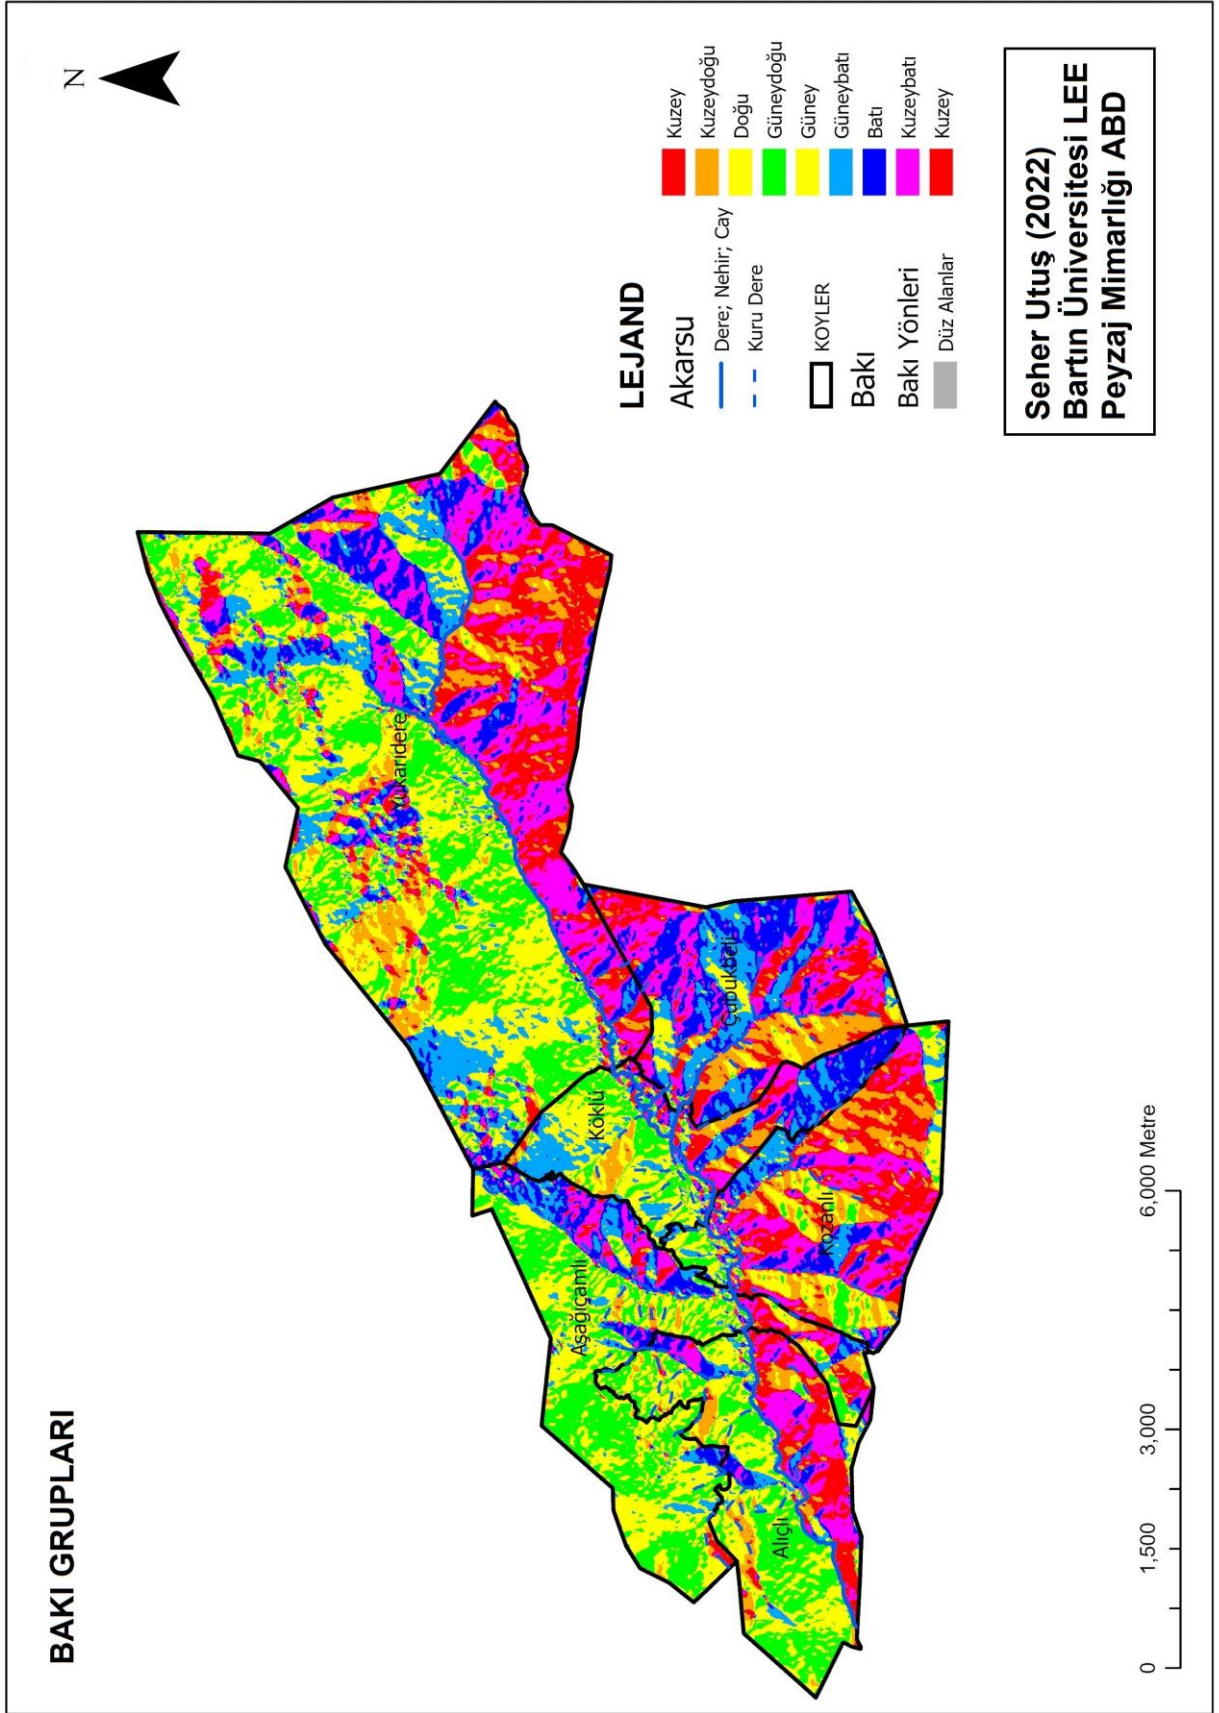 BAKI GRUPLARI
N
Yukarıdere
Köklü
Çubukbeli
Aşağıçamlı
Kozanlı
Alıçlı
LEJAND
Akarsu
Dere; Nehir; Cay
Kuru Dere
KOYLER
Bakı
Bakı Yönleri
Düz Alanlar
Kuzey
Kuzeydoğu
Doğu
Güneydoğu
Güney
Güneybatı
Batı
Kuzeybatı
Kuzey
0 1,500 3,000 6,000 Metre
Seher Utuş (2022)
Bartın Üniversitesi LEE
Peyzaj Mimarlığı ABD